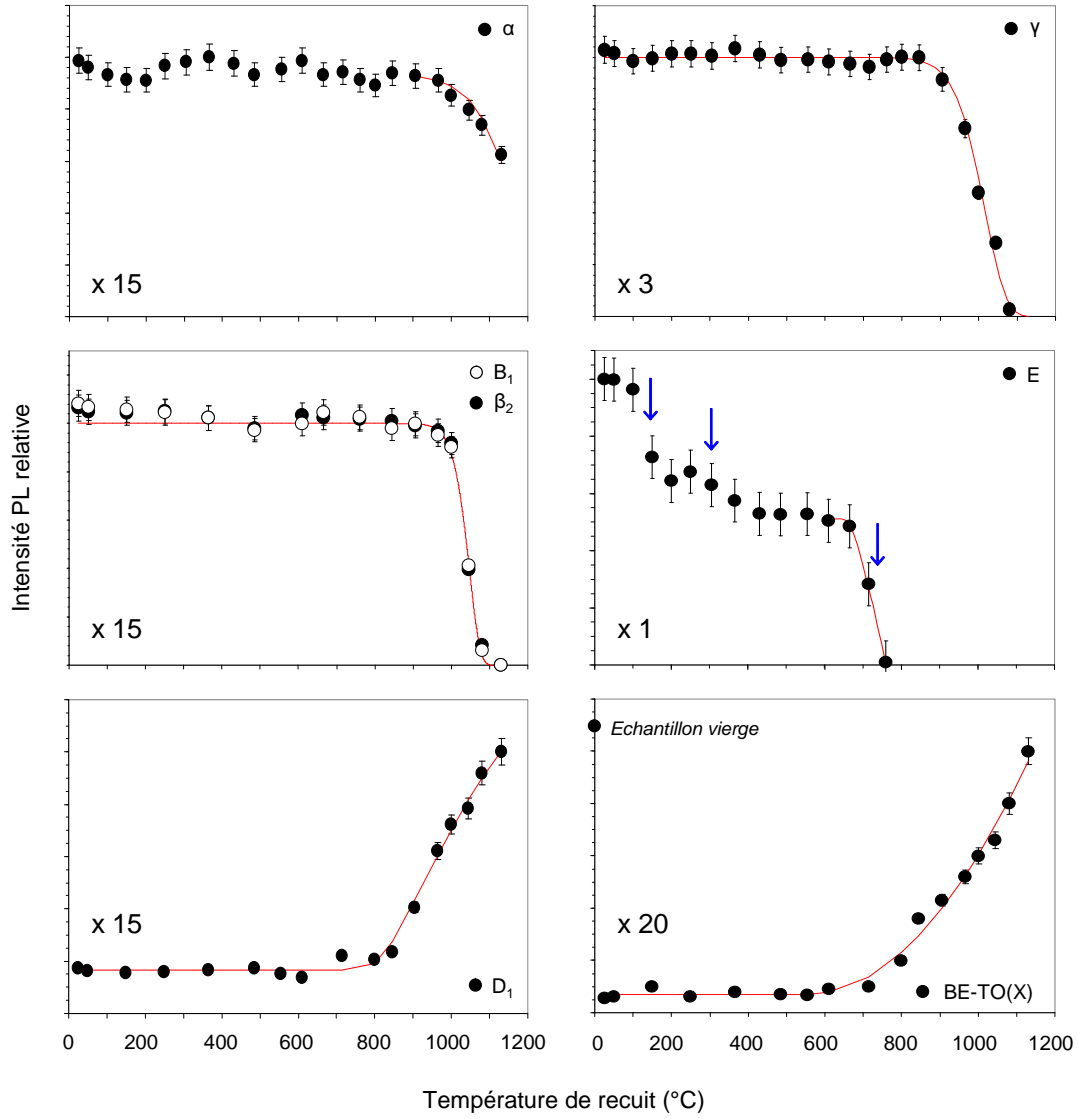 α
x 15
γ
x 3
B₁
β₂
x 15
E
x 1
Intensité PL relative
x 15
D₁
Echantillon vierge
x 20
BE-TO(X)
0 200 400 600 800 1000 1200
0 200 400 600 800 1000 1200
Température de recuit (°C)